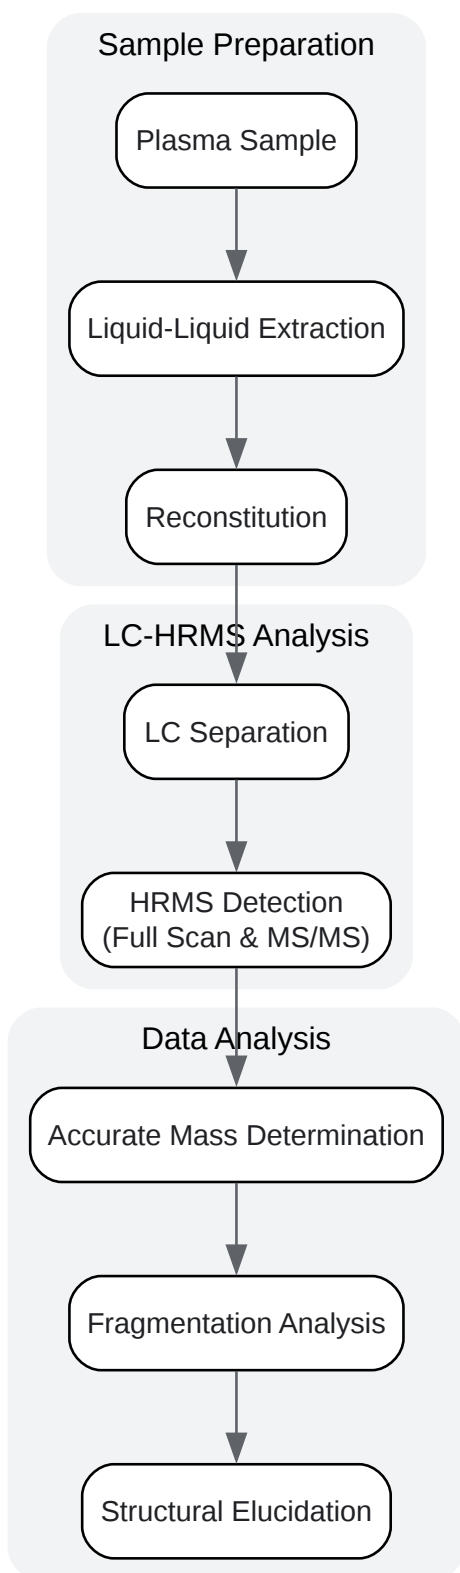 Sample Preparation
Plasma Sample
Liquid-Liquid Extraction
Reconstitution
LC-HRMS Analysis
LC Separation
HRMS Detection
(Full Scan & MS/MS)
Data Analysis
Accurate Mass Determination
Fragmentation Analysis
Structural Elucidation